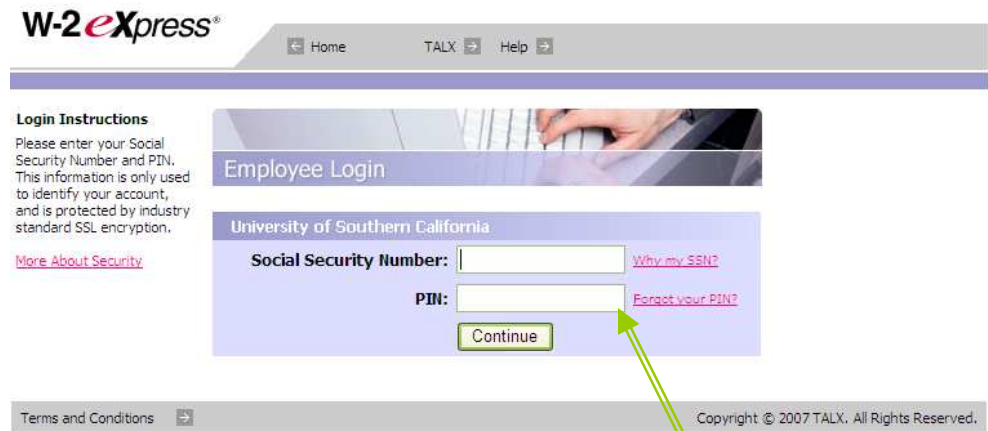 W-2 eXpress®
Home TALX Help
Login Instructions
Please enter your Social
Security Number and PIN.
This information is only used
to identify your account,
and is protected by industry
standard SSL encryption.
More About Security
Employee Login
University of Southern California
Social Security Number: Why my SSN?
PIN: Forgot your PIN?
Continue
Terms and Conditions Copyright © 2007 TALX. All Rights Reserved.